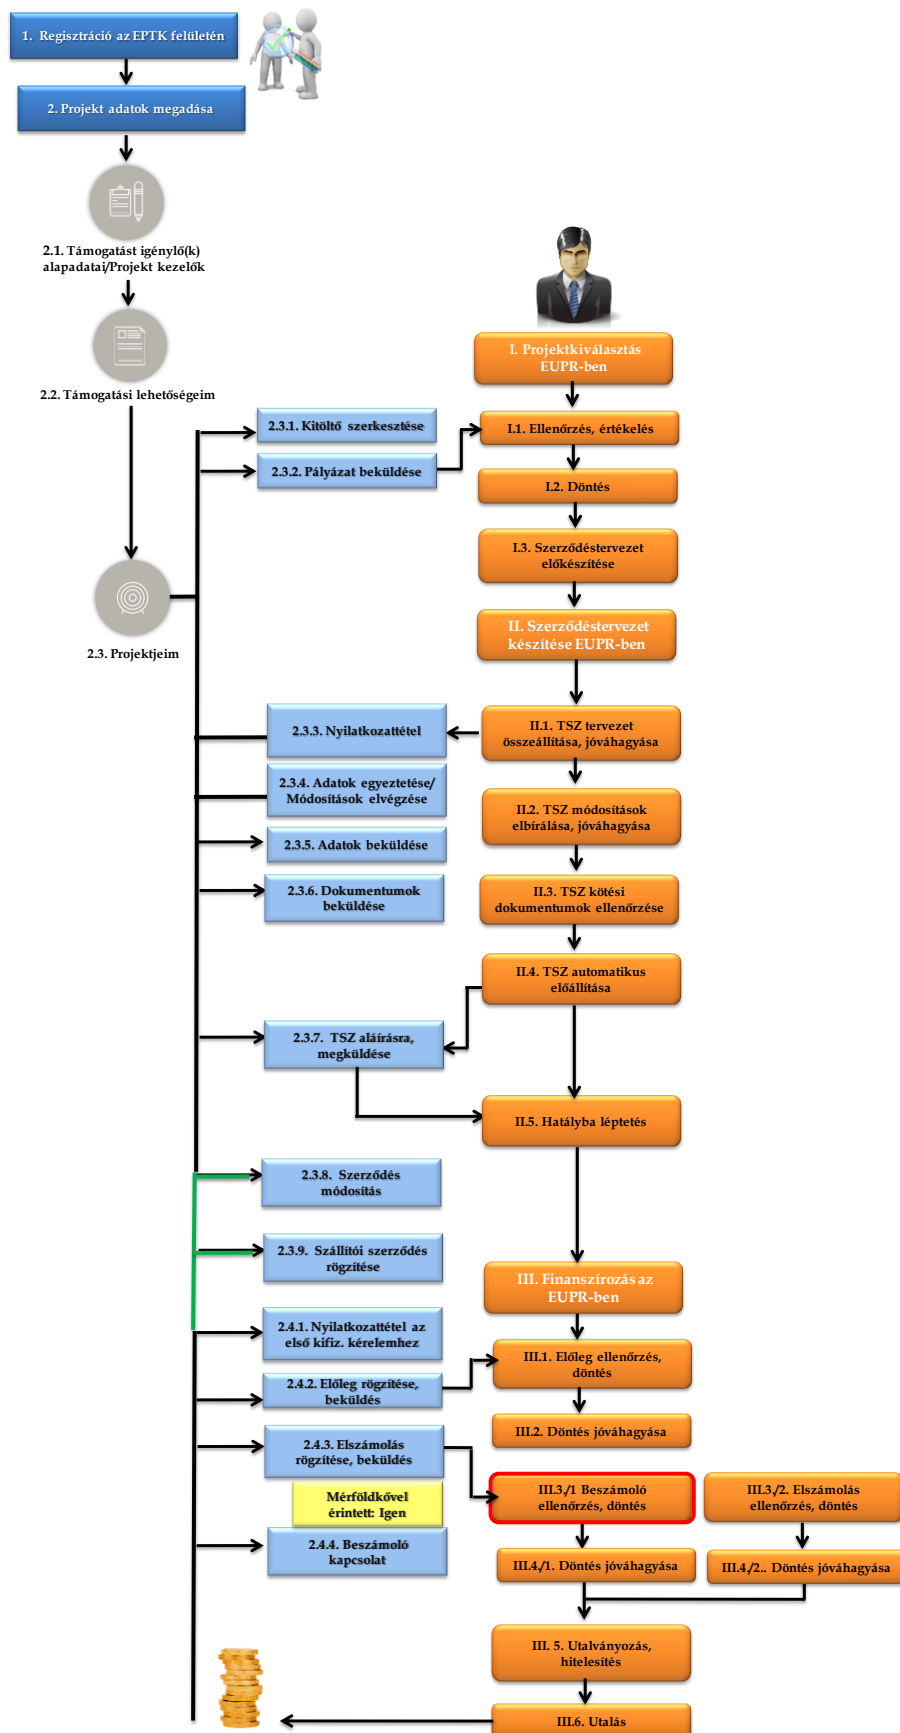 1. Regisztráció az EPTK felületén
2. Projekt adatok megadása
2.1. Támogatást igénylő(k)
alapadatai/Projekt kezelők
2.2. Támogatási lehetőségeim
2.3. Projektjeim
I. Projektkiválasztás
EUPR-ben
2.3.1. Kitöltő szerkesztése
I.1. Ellenőrzés, értékelés
2.3.2. Pályázat beküldése
I.2. Döntés
I.3. Szerződéstervezet
előkészítése
II. Szerződéstervezet
készítése EUPR-ben
2.3.3. Nyilatkozattétel
II.1. TSZ tervezet
összeállítása, jóváhagyása
2.3.4. Adatok egyeztetése/
Módosítások elvégzése
II.2. TSZ módosítások
elbírálása, jóváhagyása
2.3.5. Adatok beküldése
2.3.6. Dokumentumok
beküldése
II.3. TSZ kötési
dokumentumok ellenőrzése
II.4. TSZ automatikus
előállítása
2.3.7. TSZ aláírásra,
megküldése
II.5. Hatályba léptetés
2.3.8. Szerződés
módosítás
2.3.9. Szállítói szerződés
rögzítése
III. Finanszírozás az
EUPR-ben
2.4.1. Nyilatkozattétel az
első kifiz. kérelemhez
III.1. Előleg ellenőrzés,
döntés
2.4.2. Előleg rögzítése,
beküldés
III.2. Döntés jóváhagyása
2.4.3. Elszámolás
rögzítése, beküldés
Mérföldkővel
érintett: Igen
III.3./1 Beszámoló
ellenőrzés, döntés
III.3./2. Elszámolás
ellenőrzés, döntés
2.4.4. Beszámoló
kapcsolat
III.4./1. Döntés jóváhagyása
III.4./2.. Döntés jóváhagyása
III. 5. Utalványozás,
hitelesítés
III.6. Utalás